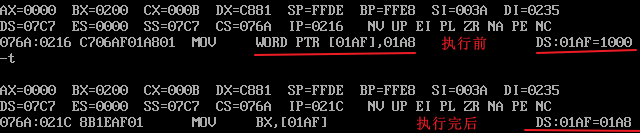 AX=0000  BX=0200  CX=000B  DX=C881  SP=FFDE  BP=FFE8  SI=003A  DI=0235
DS=07C7  ES=0000  SS=07C7  CS=076A  IP=0216   NV UP EI PL ZR NA PE NC
076A:0216 C706AF01A801  MOV     WORD PTR [01AF],01A8   执行前   DS:01AF=1000
-t
AX=0000  BX=0200  CX=000B  DX=C881  SP=FFDE  BP=FFE8  SI=003A  DI=0235
DS=07C7  ES=0000  SS=07C7  CS=076A  IP=021C   NV UP EI PL ZR NA PE NC
076A:021C 8B1EAF01      MOV     BX,[01AF]   执行完后   DS:01AF=01A8